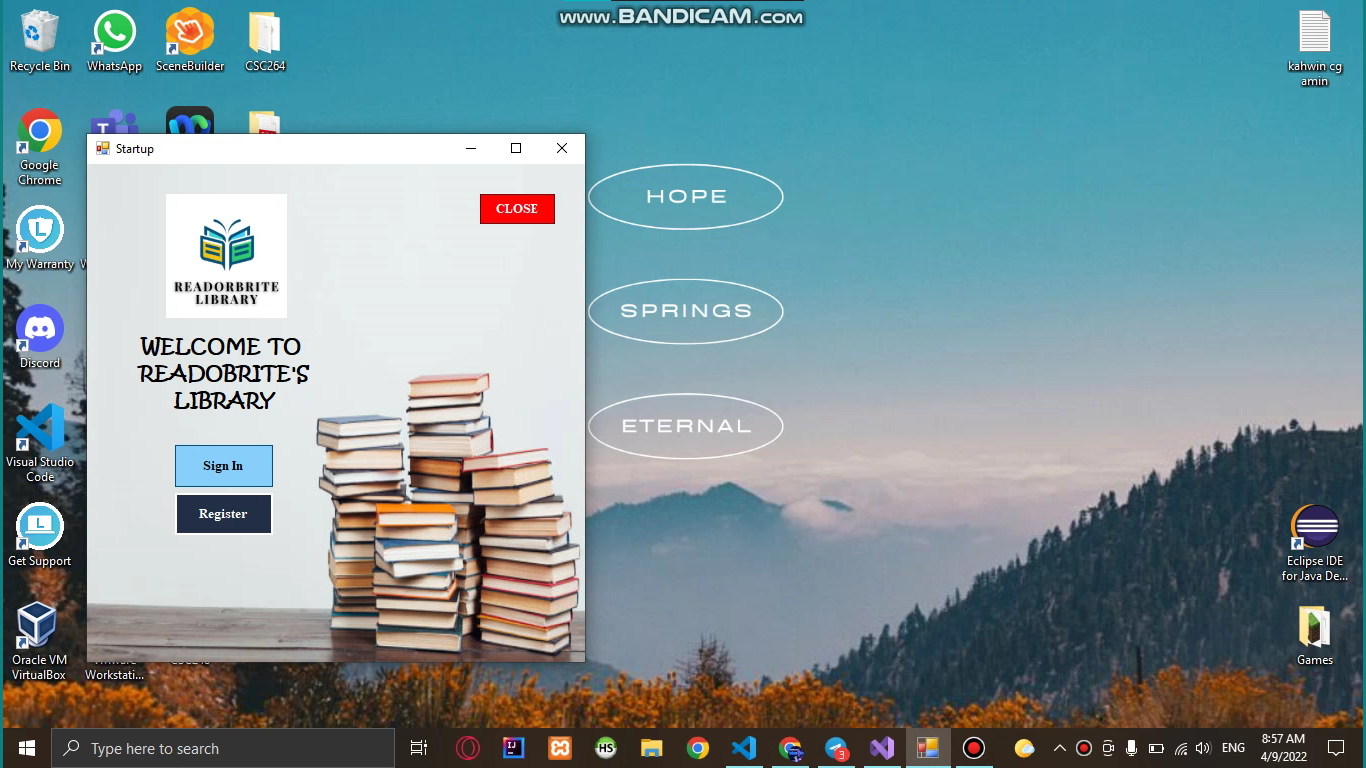 www.BANDICAM.com
Recycle Bin
WhatsApp
SceneBuilder
CSC264
kahwin cg
amin
Google
Chrome
My Warranty
Discord
Visual Studio
Code
Get Support
Oracle VM
VirtualBox
Workstati...
Startup
CLOSE
READORBRITE
LIBRARY
WELCOME TO
READOBRITE'S
LIBRARY
Sign In
Register
HOPE
SPRINGS
ETERNAL
Eclipse IDE
for Java De...
Games
Type here to search
IJ
HS
3
ENG
8:57 AM
4/9/2022